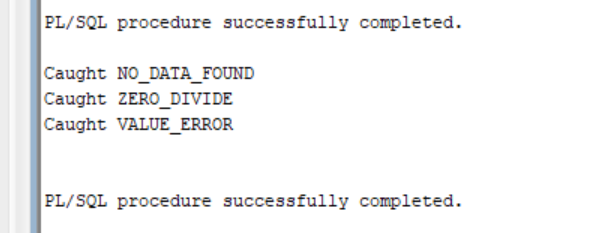 PL/SQL procedure successfully completed.
Caught NO_DATA_FOUND
Caught ZERO_DIVIDE
Caught VALUE_ERROR
PL/SQL procedure successfully completed.